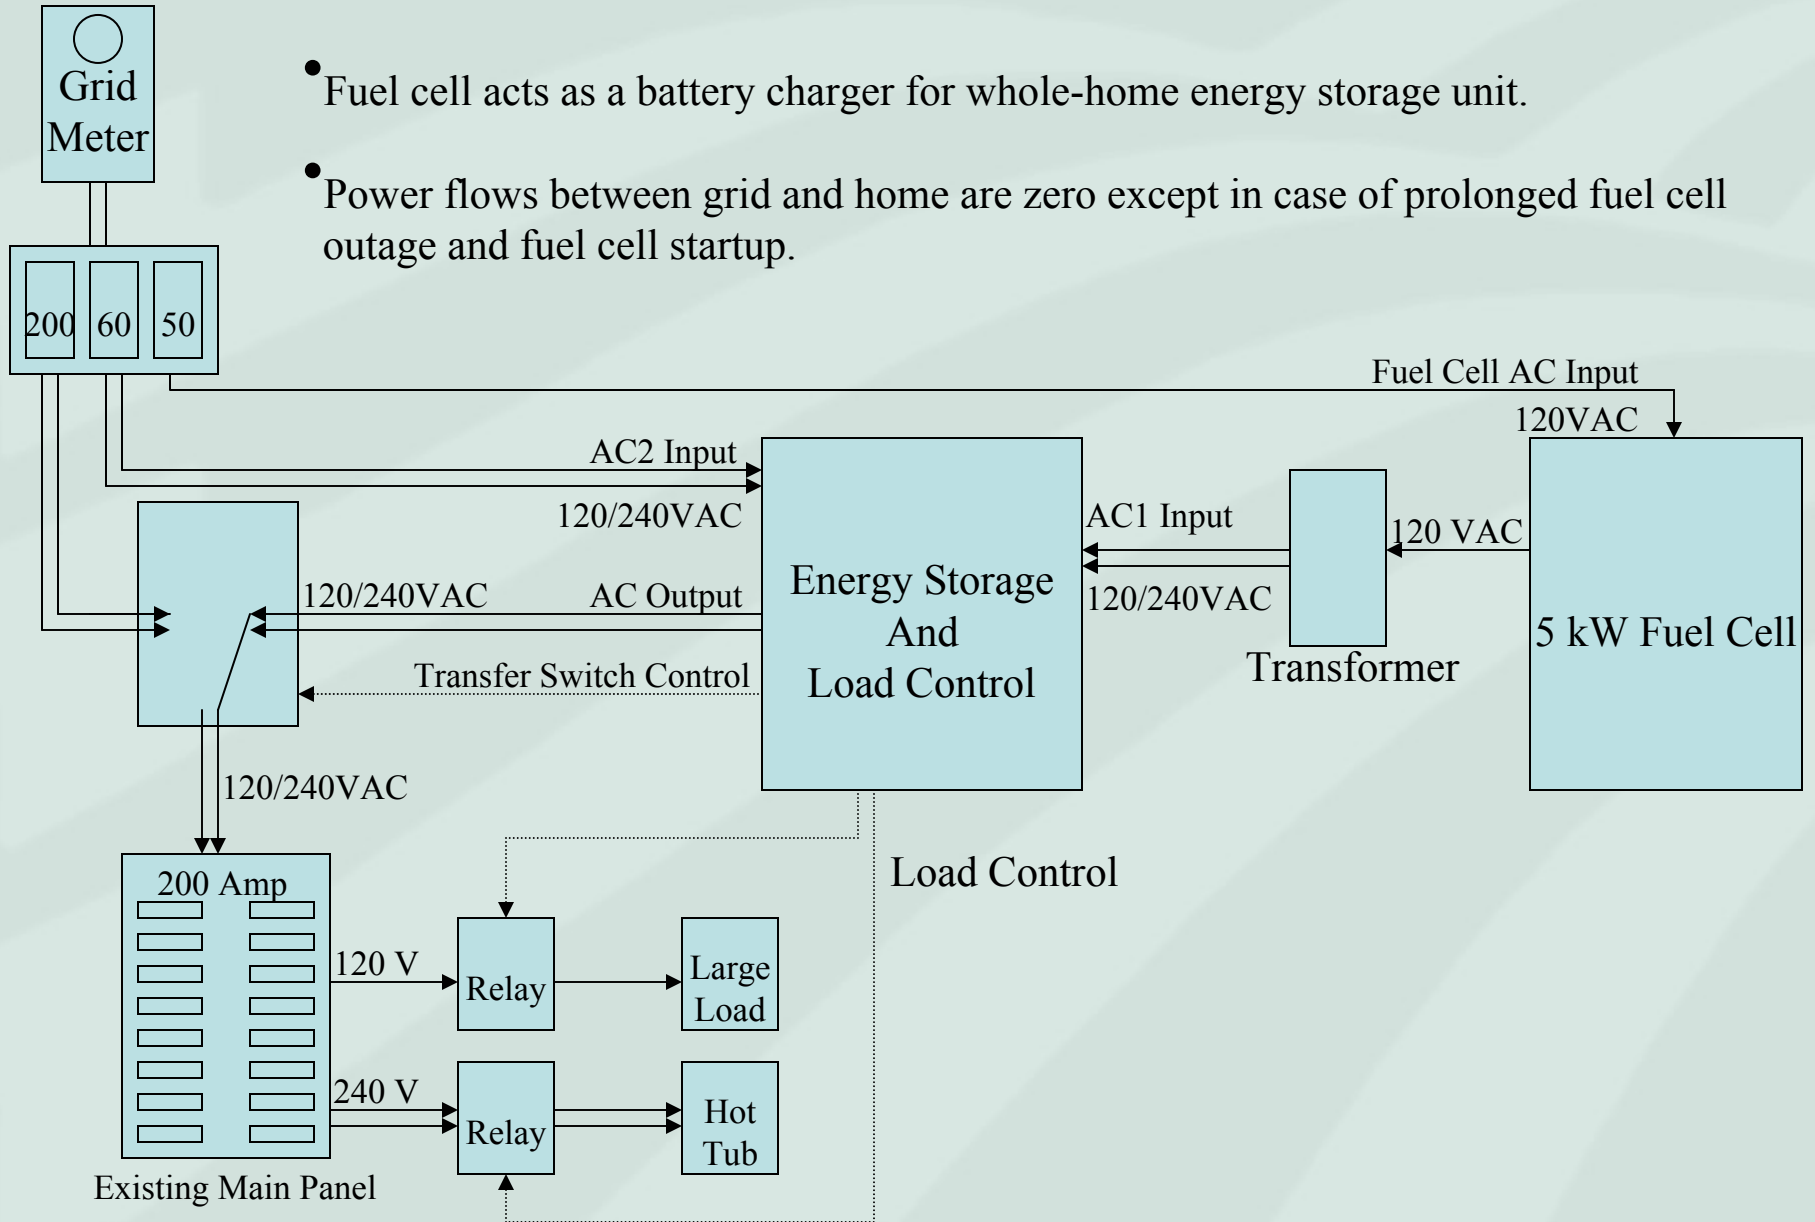 Grid
Meter
•Fuel cell acts as a battery charger for whole-home energy storage unit.
•Power flows between grid and home are zero except in case of prolonged fuel cell
outage and fuel cell startup.
200 60 50
Fuel Cell AC Input
120VAC
AC2 Input
120/240VAC
AC1 Input
120/240VAC
120 VAC
120/240VAC AC Output
Energy Storage
And
Load Control
5 kW Fuel Cell
Transformer
Transfer Switch Control
120/240VAC
Load Control
200 Amp
120 V
Relay
Large
Load
240 V
Relay
Hot
Tub
Existing Main Panel